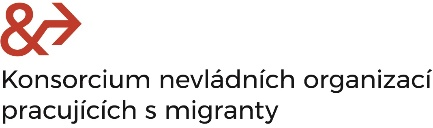 &
Konsorcium nevládních organizací
pracujících s migranty